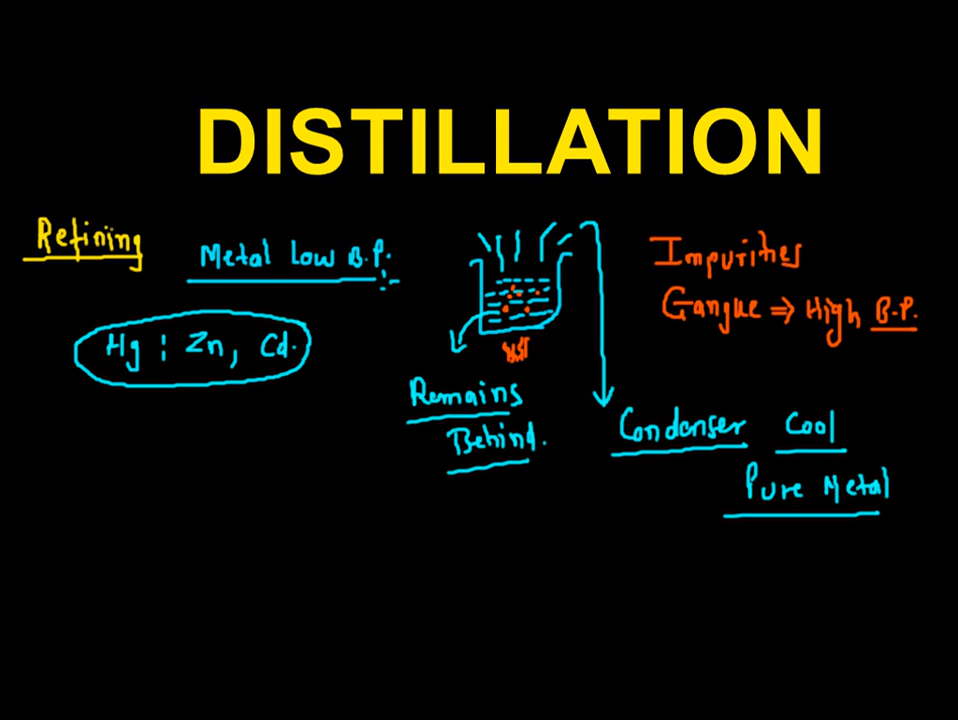 DISTILLATION
Refining
Metal Low B.P.
Hg : Zn, Cd.
Impurities
Gangue ⇒ High B.P.
Remains
Behind.
Condenser Cool
Pure Metal